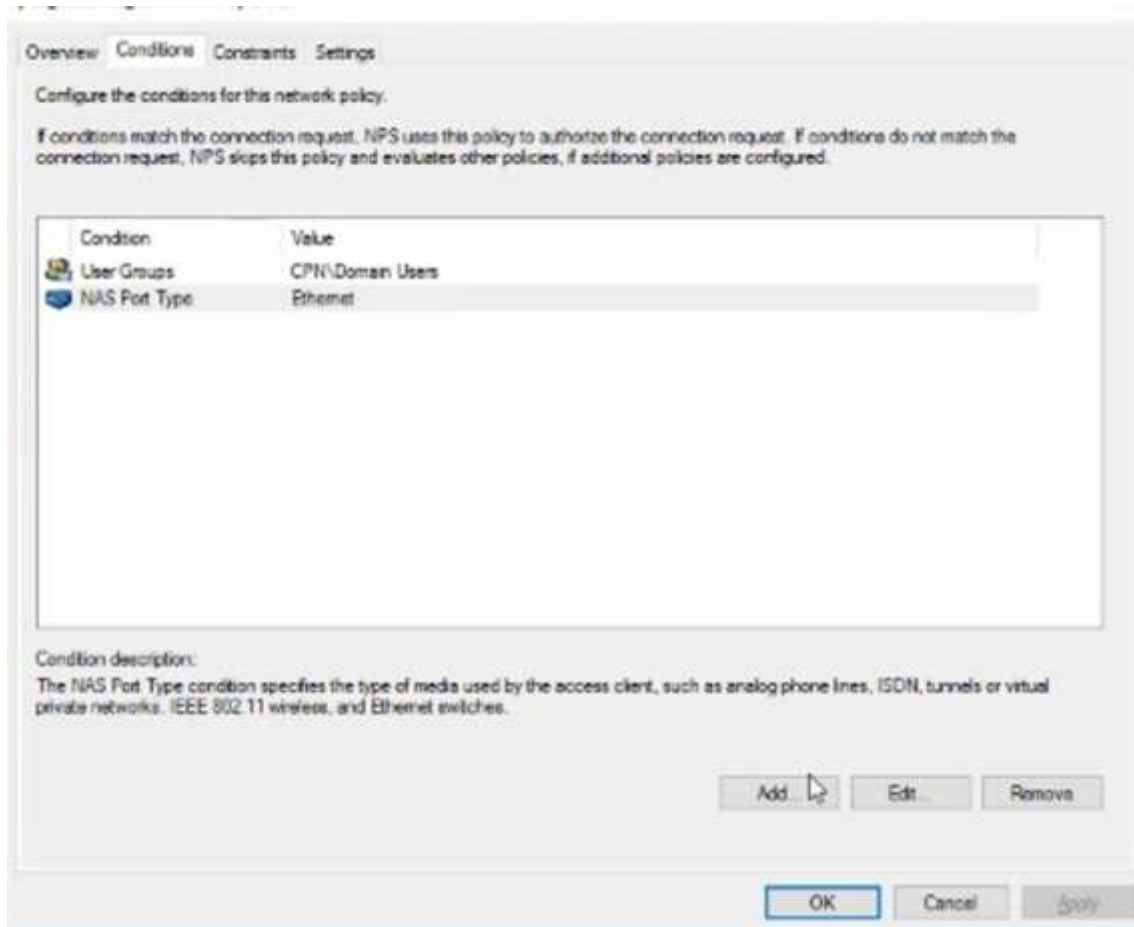 Overview Conditions Constraints Settings
Configure the conditions for this network policy.
If conditions match the connection request, NPS uses this policy to authorize the connection request. If conditions do not match the
connection request, NPS skips this policy and evaluates other policies, if additional policies are configured.
Condition Value
User Groups CPN\Domain Users
NAS Port Type Ethernet
Condition description:
The NAS Port Type condition specifies the type of media used by the access client, such as analog phone lines, ISDN, tunnels or virtual
private networks, IEEE 802.11 wireless, and Ethernet switches.
Add... Edit... Remove
OK Cancel Apply